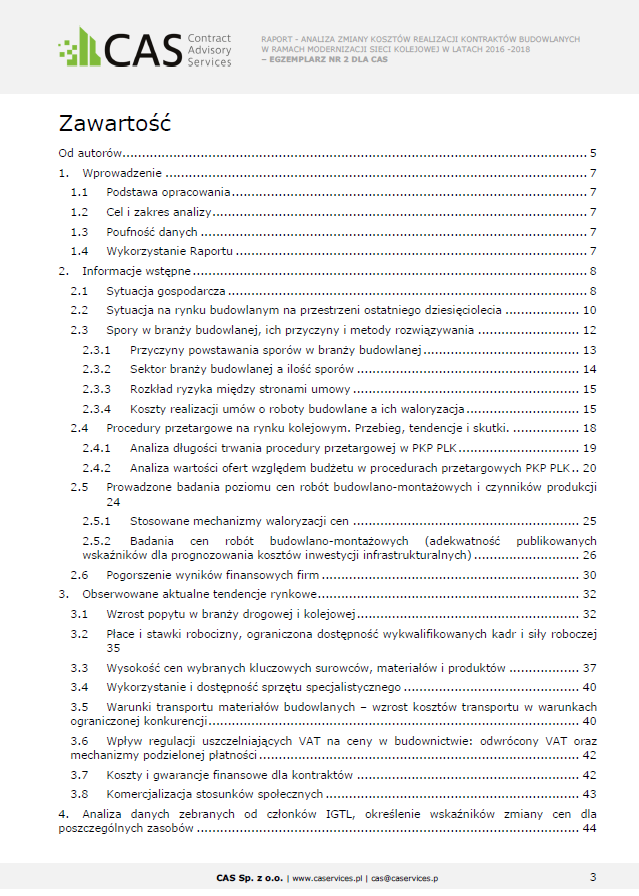 CAS Contract
Advisory
Services
RAPORT - ANALIZA ZMIANY KOSZTÓW REALIZACJI KONTRAKTÓW BUDOWLANYCH
W RAMACH MODERNIZACJI SIECI KOLEJOWEJ W LATACH 2016 -2018
– EGZEMPLARZ NR 2 DLA CAS
Zawartość
Od autorów.......... 5
1. Wprowadzenie .......... 7
1.1 Podstawa opracowania.......... 7
1.2 Cel i zakres analizy.......... 7
1.3 Poufność danych .......... 7
1.4 Wykorzystanie Raportu .......... 7
2. Informacje wstępne.......... 8
2.1 Sytuacja gospodarcza.......... 8
2.2 Sytuacja na rynku budowlanym na przestrzeni ostatniego dziesięciolecia .......... 10
2.3 Spory w branży budowlanej, ich przyczyny i metody rozwiązywania .......... 12
2.3.1 Przyczyny powstawania sporów w branży budowlanej.......... 13
2.3.2 Sektor branży budowlanej a ilość sporów .......... 14
2.3.3 Rozkład ryzyka między stronami umowy .......... 15
2.3.4 Koszty realizacji umów o roboty budowlane a ich waloryzacja.......... 15
2.4 Procedury przetargowe na rynku kolejowym. Przebieg, tendencje i skutki. .......... 18
2.4.1 Analiza długości trwania procedury przetargowej w PKP PLK.......... 19
2.4.2 Analiza wartości ofert względem budżetu w procedurach przetargowych PKP PLK.. 20
2.5 Prowadzone badania poziomu cen robót budowlano-montażowych i czynników produkcji
24
2.5.1 Stosowane mechanizmy waloryzacji cen .......... 25
2.5.2 Badania cen robót budowlano-montażowych (adekwatność publikowanych
wskaźników dla prognozowania kosztów inwestycji infrastrukturalnych) .......... 26
2.6 Pogorszenie wyników finansowych firm .......... 30
3. Obserwowane aktualne tendencje rynkowe.......... 32
3.1 Wzrost popytu w branży drogowej i kolejowej.......... 32
3.2 Płace i stawki robocizny, ograniczona dostępność wykwalifikowanych kadr i siły roboczej
35
3.3 Wysokość cen wybranych kluczowych surowców, materiałów i produktów .......... 37
3.4 Wykorzystanie i dostępność sprzętu specjalistycznego .......... 40
3.5 Warunki transportu materiałów budowlanych – wzrost kosztów transportu w warunkach
ograniczonej konkurencji.......... 40
3.6 Wpływ regulacji uszczelniających VAT na ceny w budownictwie: odwrócony VAT oraz
mechanizmy podzielonej płatności.......... 42
3.7 Koszty i gwarancje finansowe dla kontraktów .......... 42
3.8 Komercjalizacja stosunków społecznych.......... 43
4. Analiza danych zebranych od członków IGTL, określenie wskaźników zmiany cen dla
poszczególnych zasobów .......... 44
CAS Sp. z o.o. | www.caservices.pl | cas@caservices.p 3